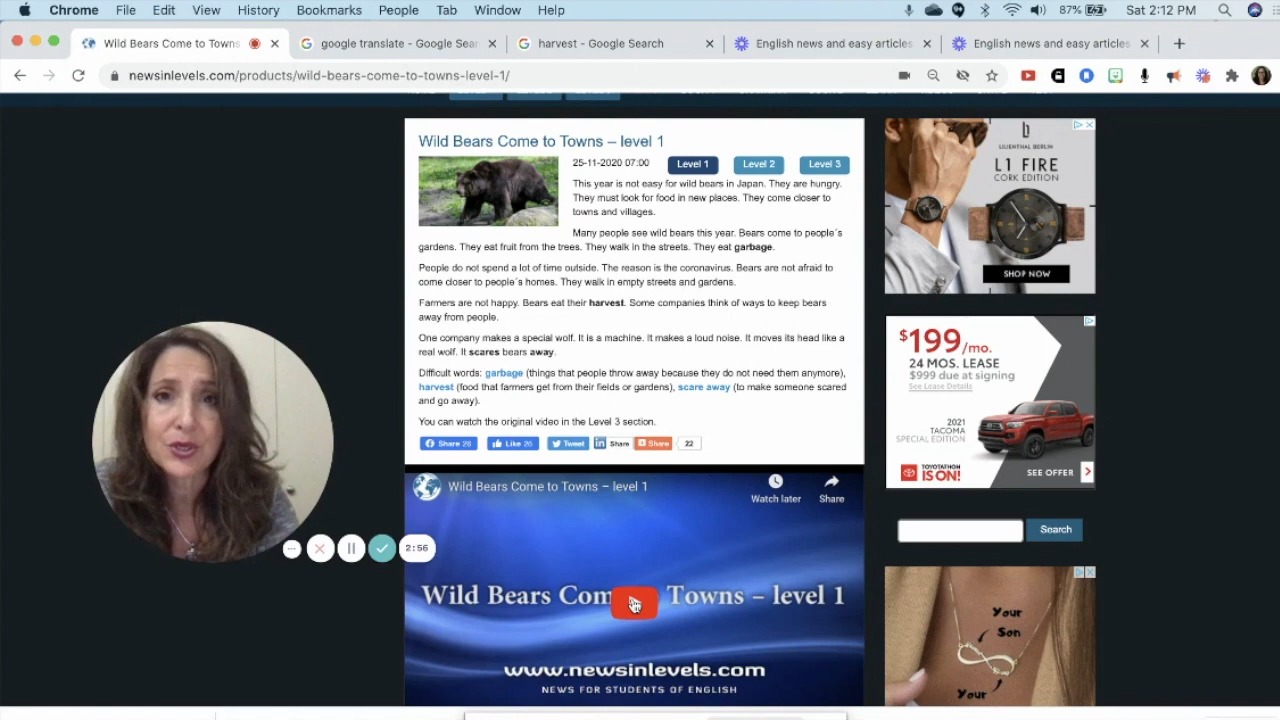 Chrome File Edit View History Bookmarks People Tab Window Help 87% Sat 2:12 PM
Wild Bears Come to Towns
google translate - Google Sear
harvest - Google Search
English news and easy articles
English news and easy articles
newsinlevels.com/products/wild-bears-come-to-towns-level-1/
Wild Bears Come to Towns – level 1
25-11-2020 07:00
Level 1 Level 2 Level 3
This year is not easy for wild bears in Japan. They are hungry.
They must look for food in new places. They come closer to
towns and villages.
Many people see wild bears this year. Bears come to people´s
gardens. They eat fruit from the trees. They walk in the streets. They eat garbage.
People do not spend a lot of time outside. The reason is the coronavirus. Bears are not afraid to
come closer to people´s homes. They walk in empty streets and gardens.
Farmers are not happy. Bears eat their harvest. Some companies think of ways to keep bears
away from people.
One company makes a special wolf. It is a machine. It makes a loud noise. It moves its head like a
real wolf. It scares bears away.
Difficult words: garbage (things that people throw away because they do not need them anymore),
harvest (food that farmers get from their fields or gardens), scare away (to make someone scared
and go away).
You can watch the original video in the Level 3 section.
Share 28 Like 26 Tweet Share Share 22
Wild Bears Come to Towns – level 1
Watch later Share
Wild Bears Com Towns – level 1
www.newsinlevels.com
NEWS FOR STUDENTS OF ENGLISH
2:56
LILIENTHAL BERLIN
L1 FIRE
CORK EDITION
SHOP NOW
$199/mo.
24 MOS. LEASE
$999 due at signing
See Lease Details
2021
TACOMA
SPECIAL EDITION
TOYOTATHON
IS ON!
SEE OFFER
Search
Your
Son
Your